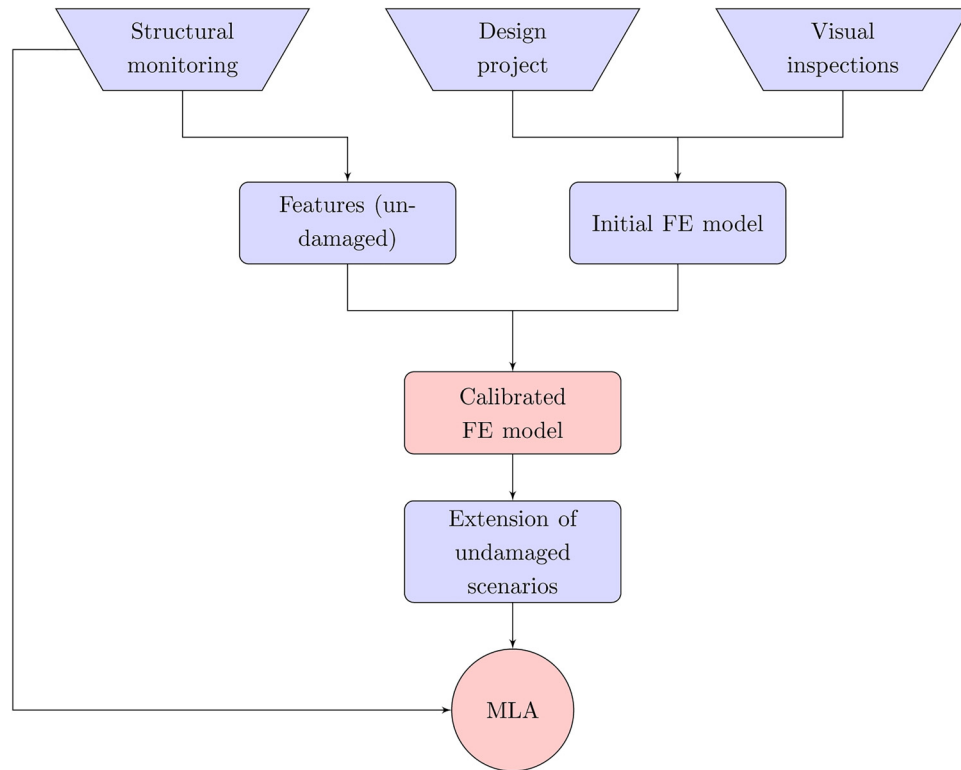 Structural
monitoring
Design
project
Visual
inspections
Features (un-
damaged)
Initial FE model
Calibrated
FE model
Extension of
undamaged
scenarios
MLA